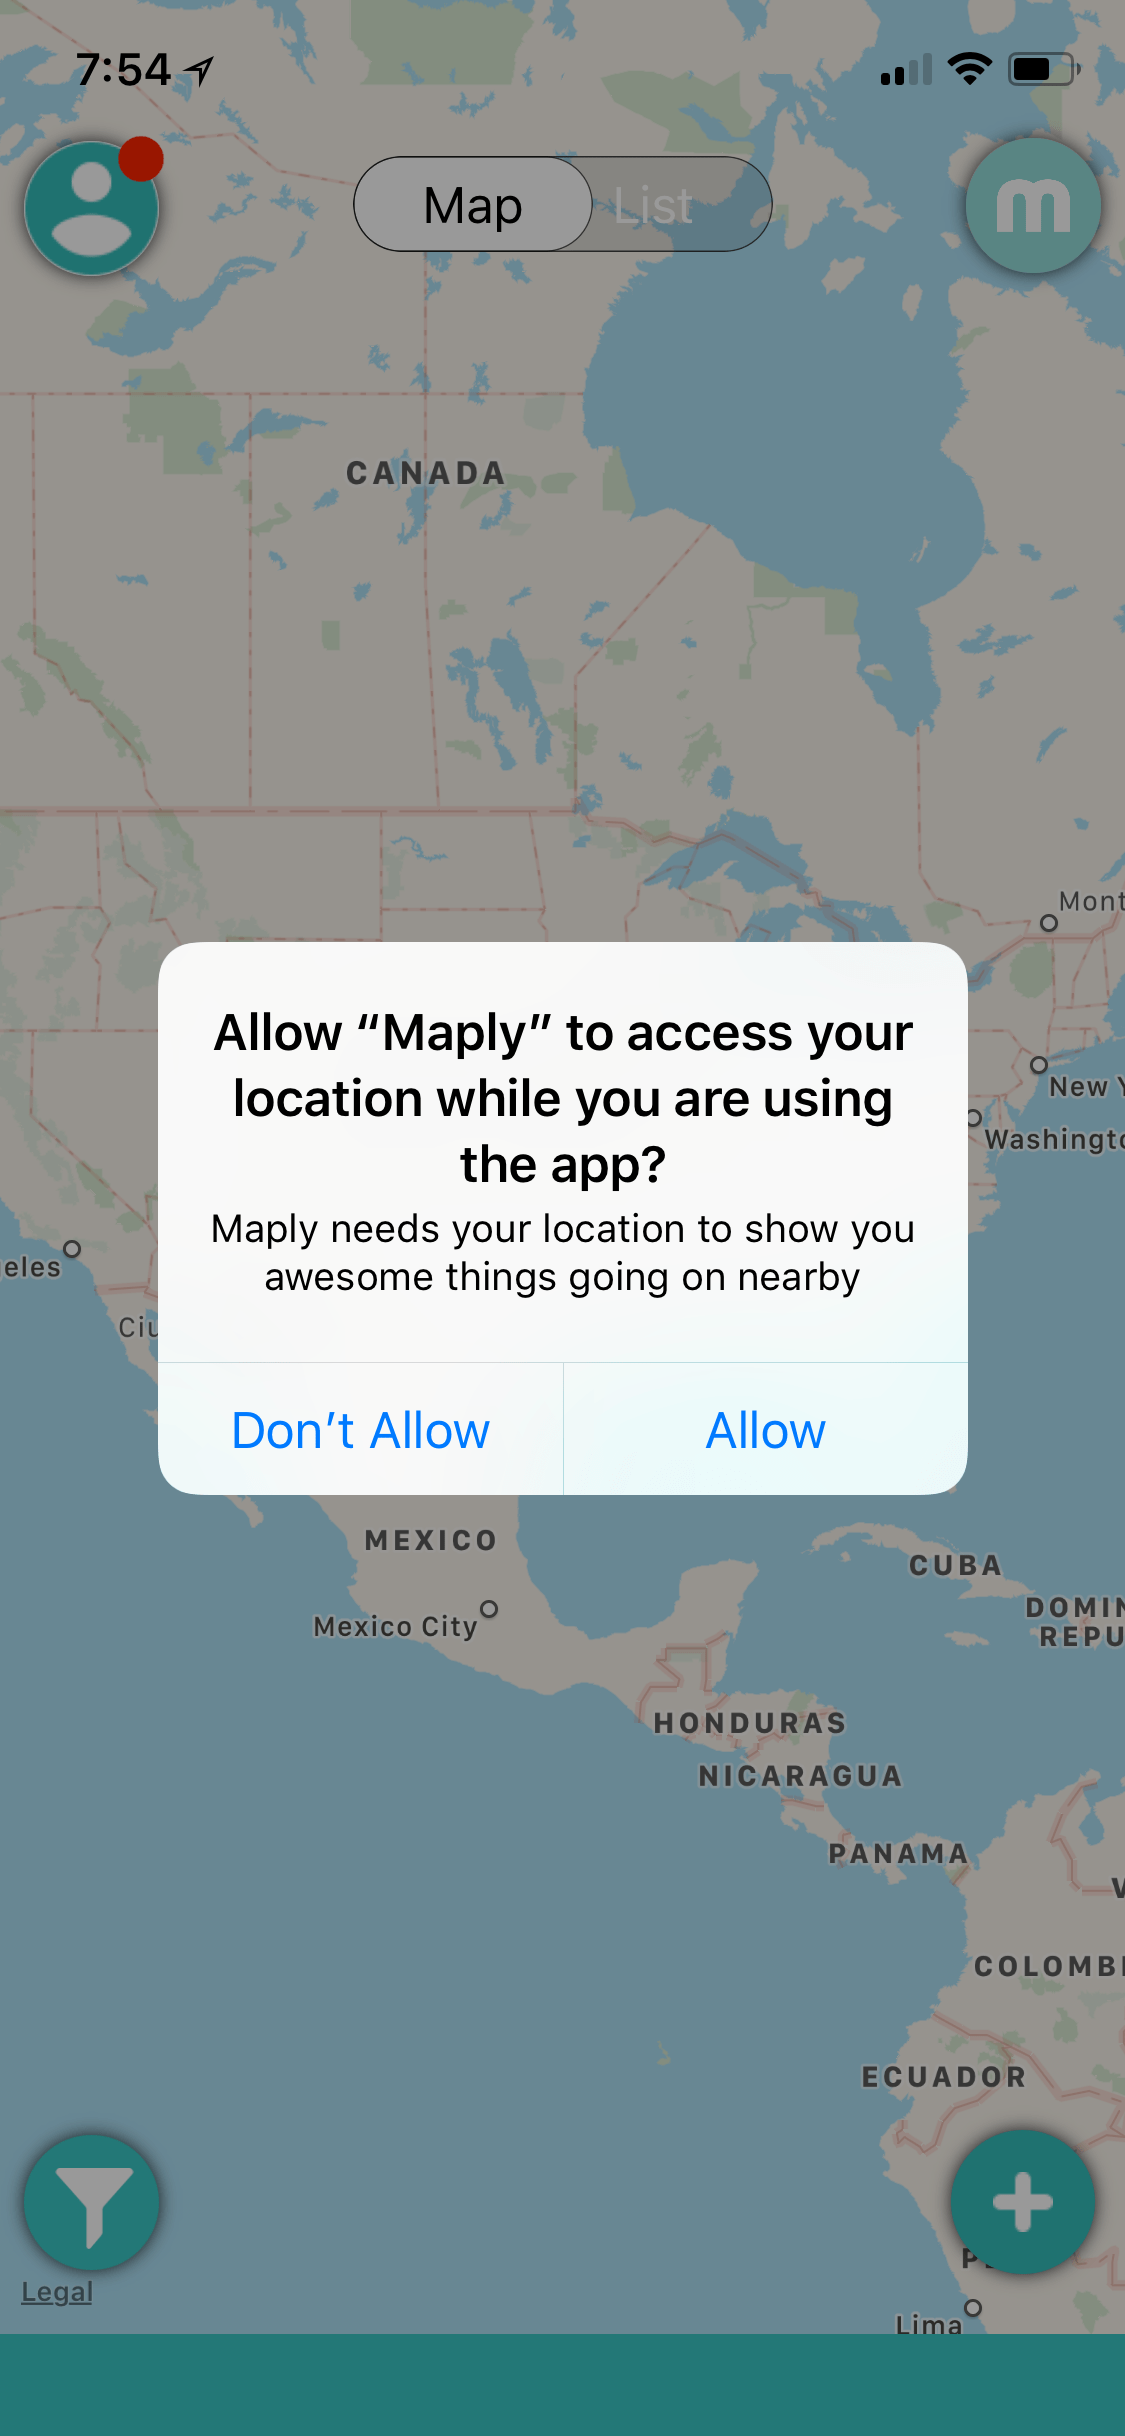 7:54
Map
List
m
CANADA
Allow “Maply” to access your
location while you are using
the app?
Maply needs your location to show you
awesome things going on nearby
Don’t Allow
Allow
Mont
New Y
Washingto
eles
Ciu
MEXICO
Mexico City
CUBA
DOMIN
REPU
HONDURAS
NICARAGUA
PANAMA
V
COLOMBI
ECUADOR
P
Lima
Legal